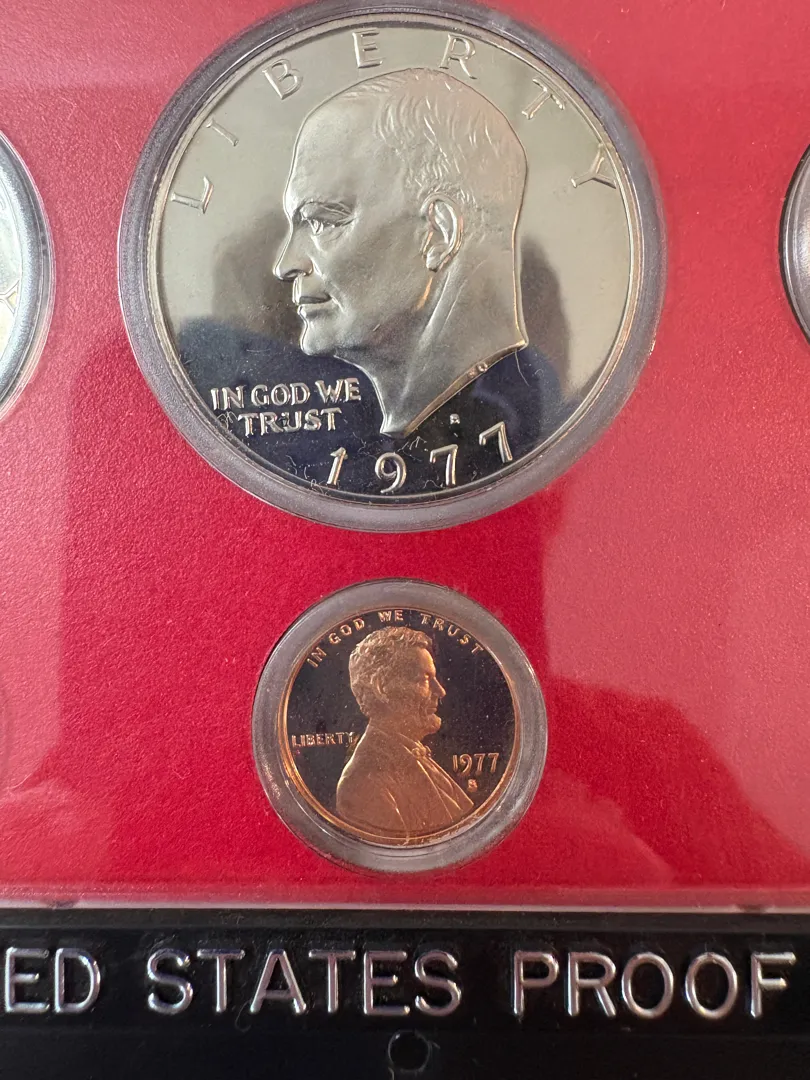 LIBERTY
IN GOD WE
TRUST
S
1977
IN GOD WE TRUST
LIBERTY
1977
S
ED STATES PROOF